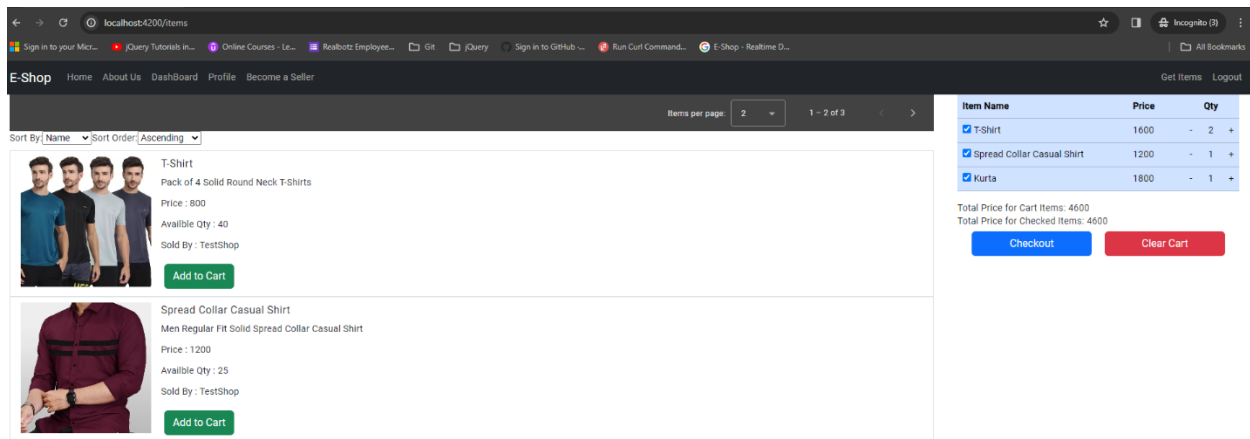 localhost:4200/items
Incognito (3)
Sign in to your Micr... jQuery Tutorials in... Online Courses - Le... Realbotz Employee... Git jQuery Sign in to GitHub -... Run Curl Command... E-Shop - Realtime D...
All Bookmarks
E-Shop Home About Us DashBoard Profile Become a Seller Get Items Logout
Items per page: 2 1 – 2 of 3
Sort By: Name Sort Order: Ascending
T-Shirt
Pack of 4 Solid Round Neck T-Shirts
Price : 800
Availble Qty : 40
Sold By : TestShop
Add to Cart
Spread Collar Casual Shirt
Men Regular Fit Solid Spread Collar Casual Shirt
Price : 1200
Availble Qty : 25
Sold By : TestShop
Add to Cart
Item Name Price Qty
T-Shirt 1600 - 2 +
Spread Collar Casual Shirt 1200 - 1 +
Kurta 1800 - 1 +
Total Price for Cart Items: 4600
Total Price for Checked Items: 4600
Checkout Clear Cart